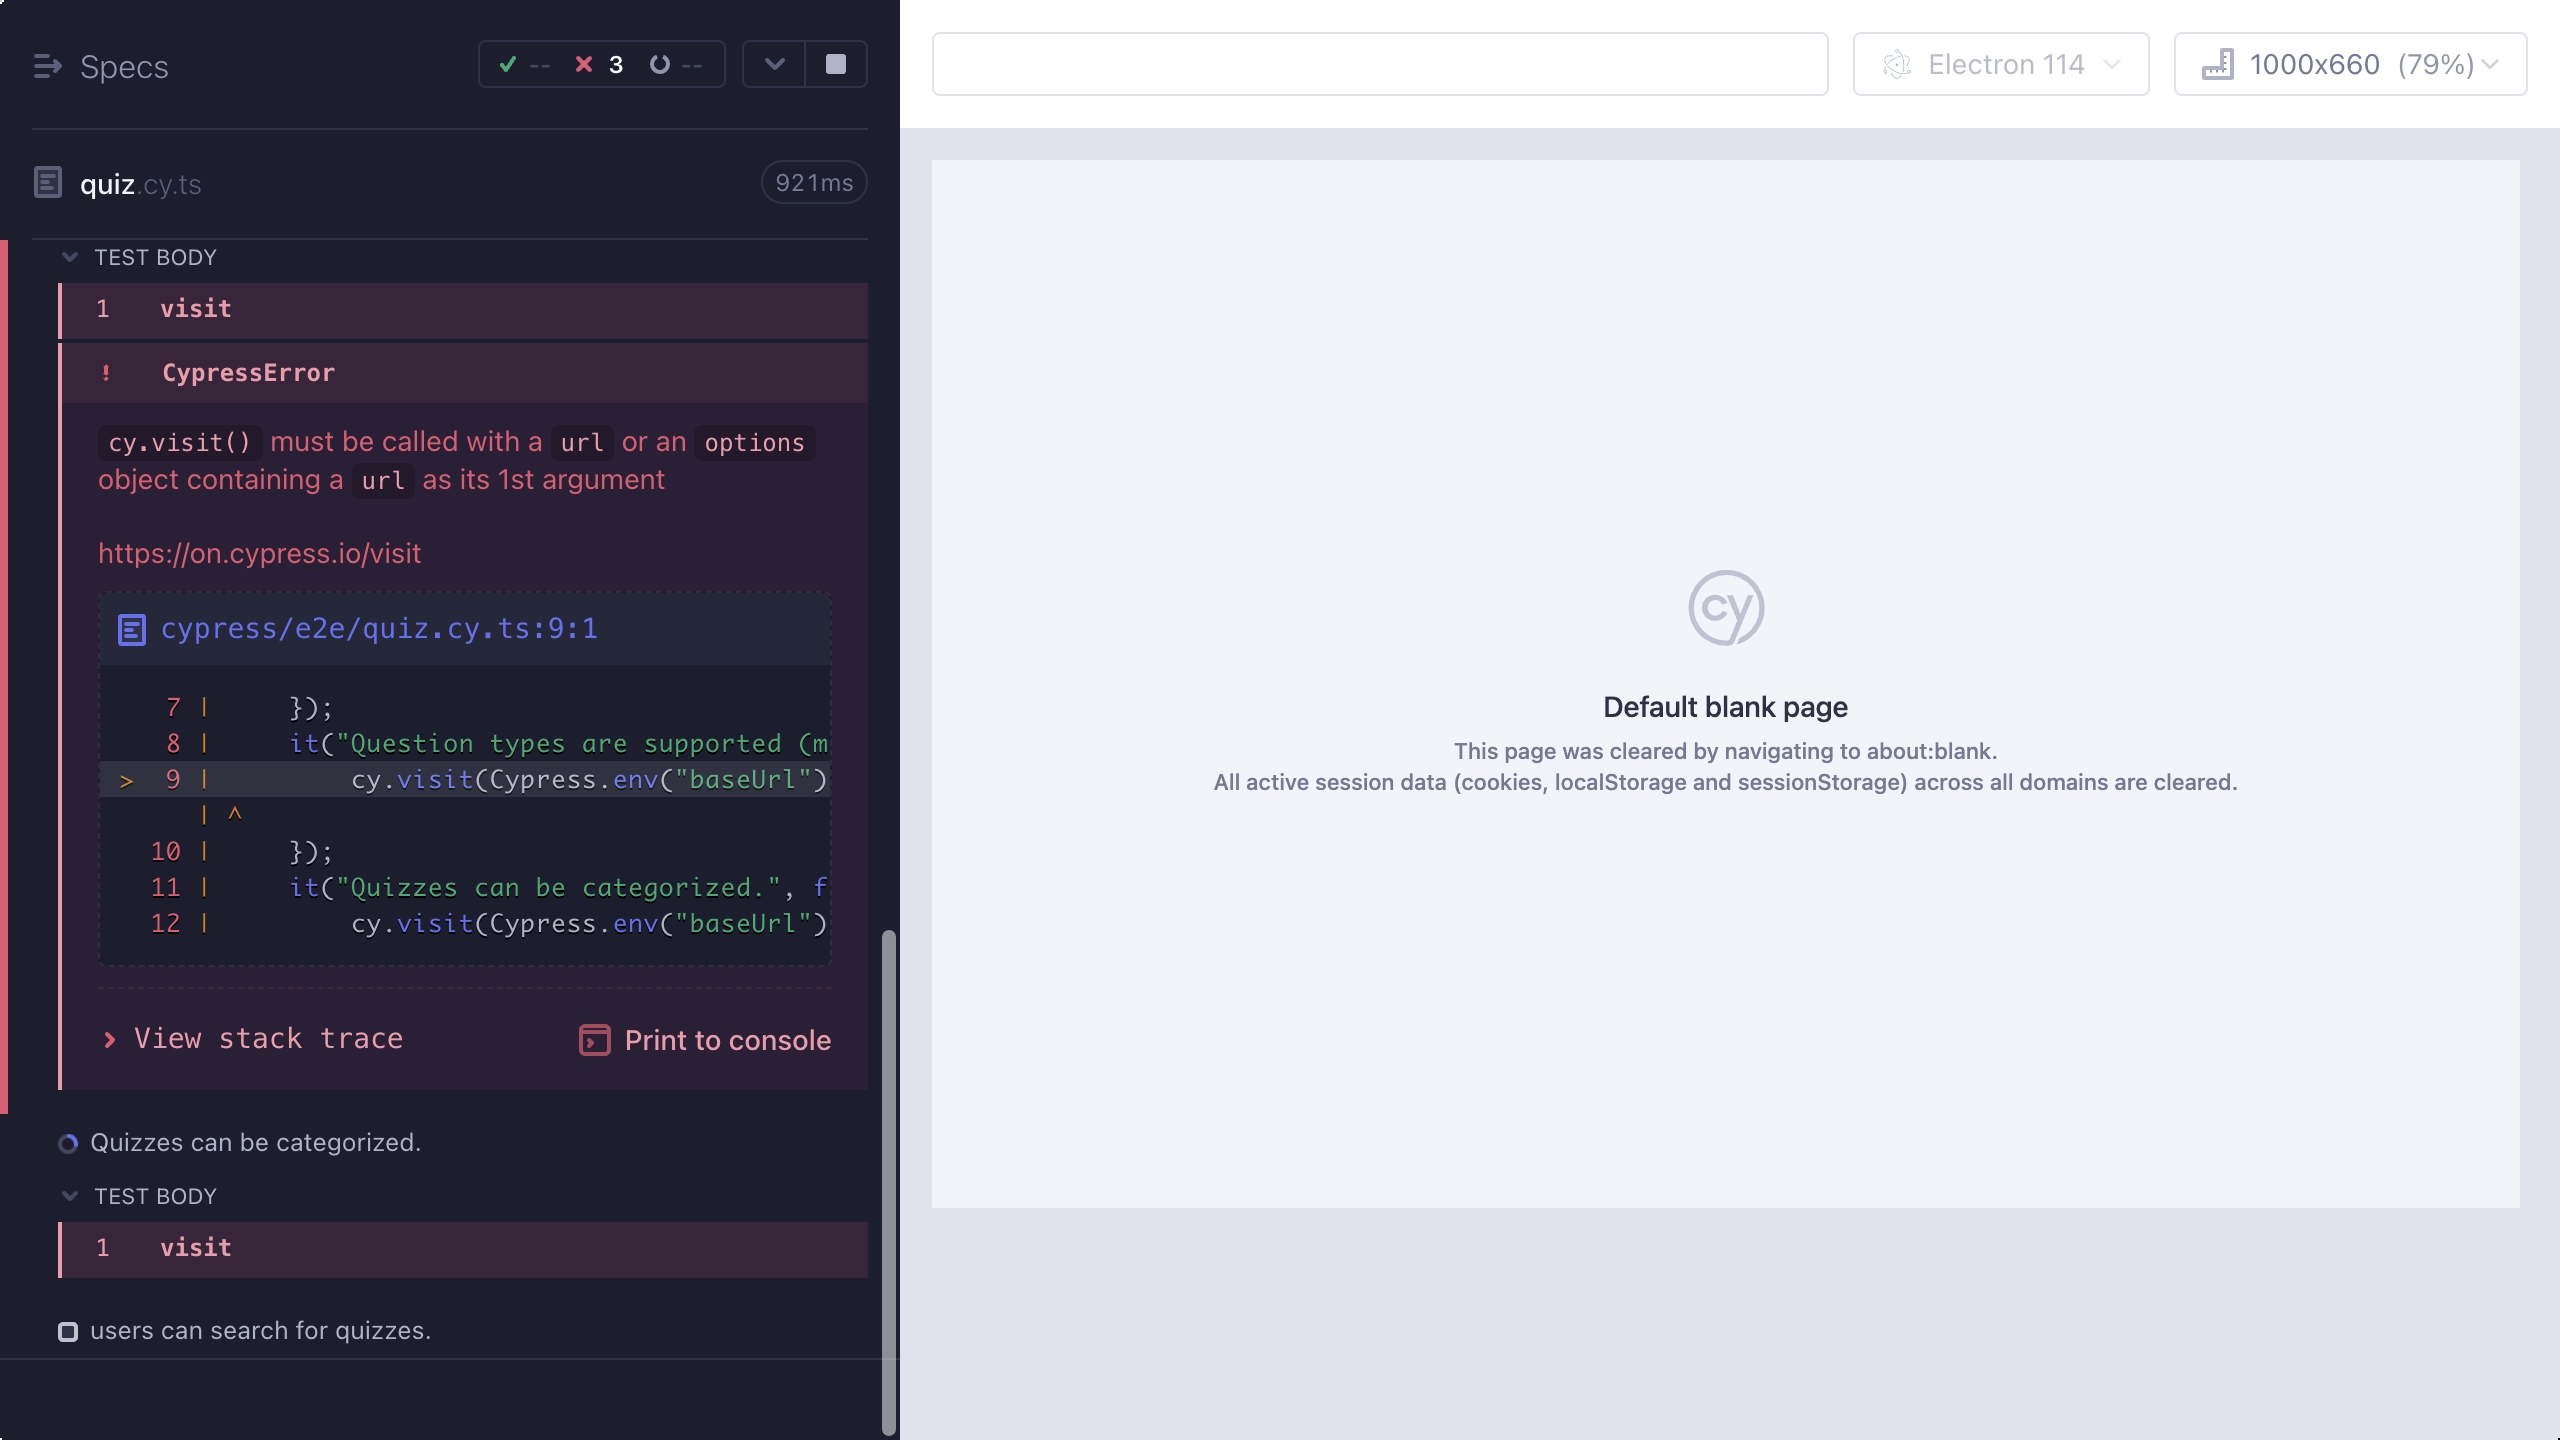 Specs
-- 3 --
quiz.cy.ts
921ms
TEST BODY
1 visit
! CypressError
cy.visit() must be called with a url or an options
object containing a url as its 1st argument
https://on.cypress.io/visit
cypress/e2e/quiz.cy.ts:9:1
7 | });
8 | it("Question types are supported (m
> 9 | cy.visit(Cypress.env("baseUrl")
| ^
10 | });
11 | it("Quizzes can be categorized.", f
12 | cy.visit(Cypress.env("baseUrl")
View stack trace
Print to console
Quizzes can be categorized.
TEST BODY
1 visit
users can search for quizzes.
Electron 114
1000x660 (79%)
cy
Default blank page
This page was cleared by navigating to about:blank.
All active session data (cookies, localStorage and sessionStorage) across all domains are cleared.